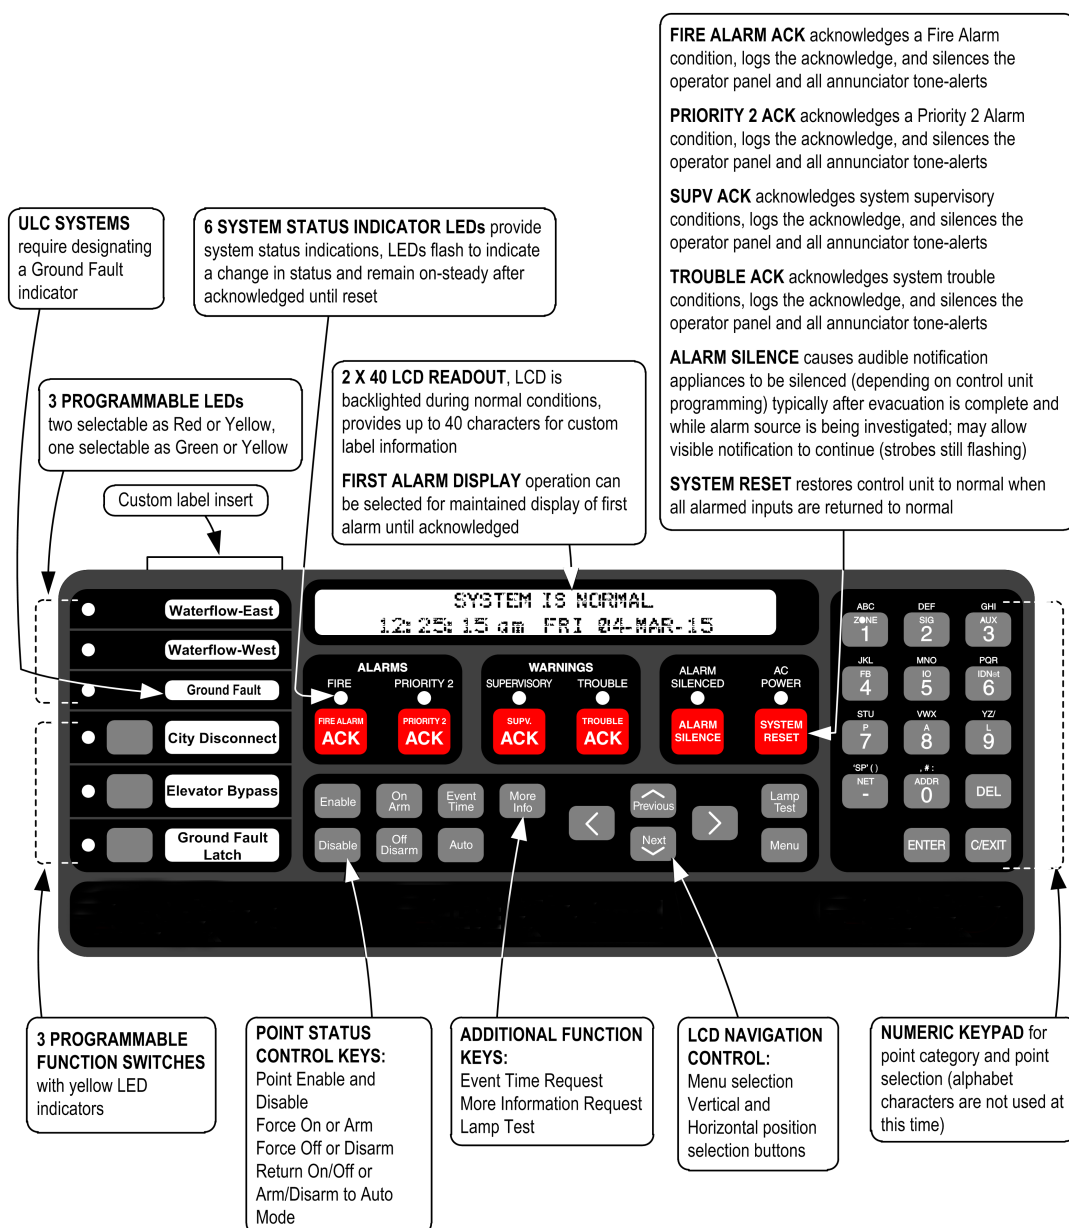 FIRE ALARM ACK acknowledges a Fire Alarm
condition, logs the acknowledge, and silences the
operator panel and all annunciator tone-alerts
PRIORITY 2 ACK acknowledges a Priority 2 Alarm
condition, logs the acknowledge, and silences the
operator panel and all annunciator tone-alerts
SUPV ACK acknowledges system supervisory
conditions, logs the acknowledge, and silences the
operator panel and all annunciator tone-alerts
TROUBLE ACK acknowledges system trouble
conditions, logs the acknowledge, and silences the
operator panel and all annunciator tone-alerts
ALARM SILENCE causes audible notification
appliances to be silenced (depending on control unit
programming) typically after evacuation is complete and
while alarm source is being investigated; may allow
visible notification to continue (strobes still flashing)
SYSTEM RESET restores control unit to normal when
all alarmed inputs are returned to normal
ULC SYSTEMS
require designating
a Ground Fault
indicator
6 SYSTEM STATUS INDICATOR LEDs provide
system status indications, LEDs flash to indicate
a change in status and remain on-steady after
acknowledged until reset
3 PROGRAMMABLE LEDs
two selectable as Red or Yellow,
one selectable as Green or Yellow
2 X 40 LCD READOUT, LCD is
backlighted during normal conditions,
provides up to 40 characters for custom
label information
FIRST ALARM DISPLAY operation can
be selected for maintained display of first
alarm until acknowledged
Custom label insert
Waterflow-East
Waterflow-West
Ground Fault
City Disconnect
Elevator Bypass
Ground Fault
Latch
SYSTEM IS NORMAL
12:25:15 am FRI 04-MAR-15
ALARMS
FIRE PRIORITY 2
FIRE ALARM
ACK
PRIORITY 2
ACK
WARNINGS
SUPERVISORY TROUBLE
SUPV.
ACK
TROUBLE
ACK
ALARM
SILENCED
AC
POWER
ALARM
SILENCE
SYSTEM
RESET
Enable
On
Arm
Event
Time
More
Info
Disable
Off
Disarm
Auto
<
Previous
Next
>
Lamp
Test
Menu
ABC
ZONE
1
DEF
SIG
2
GHI
AUX
3
JKL
FB
4
MNO
IO
5
PQR
IDNet
6
STU
P
7
VWX
A
8
YZ/
L
9
'SP' ( )
NET
-
, # :
ADDR
0
DEL
ENTER
C/EXIT
3 PROGRAMMABLE
FUNCTION SWITCHES
with yellow LED
indicators
POINT STATUS
CONTROL KEYS:
Point Enable and
Disable
Force On or Arm
Force Off or Disarm
Return On/Off or
Arm/Disarm to Auto
Mode
ADDITIONAL FUNCTION
KEYS:
Event Time Request
More Information Request
Lamp Test
LCD NAVIGATION
CONTROL:
Menu selection
Vertical and
Horizontal position
selection buttons
NUMERIC KEYPAD for
point category and point
selection (alphabet
characters are not used at
this time)